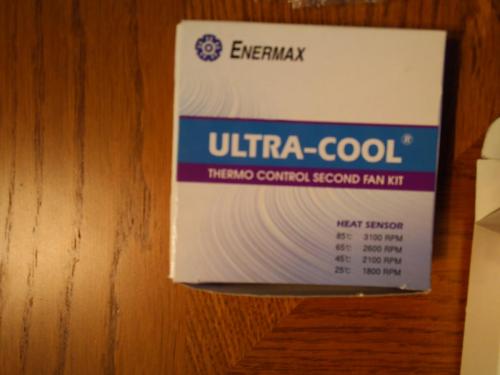 ENERMAX
ULTRA-COOL®
THERMO CONTROL SECOND FAN KIT
HEAT SENSOR
85℃ 3100 RPM
65℃ 2600 RPM
45℃ 2100 RPM
25℃ 1800 RPM